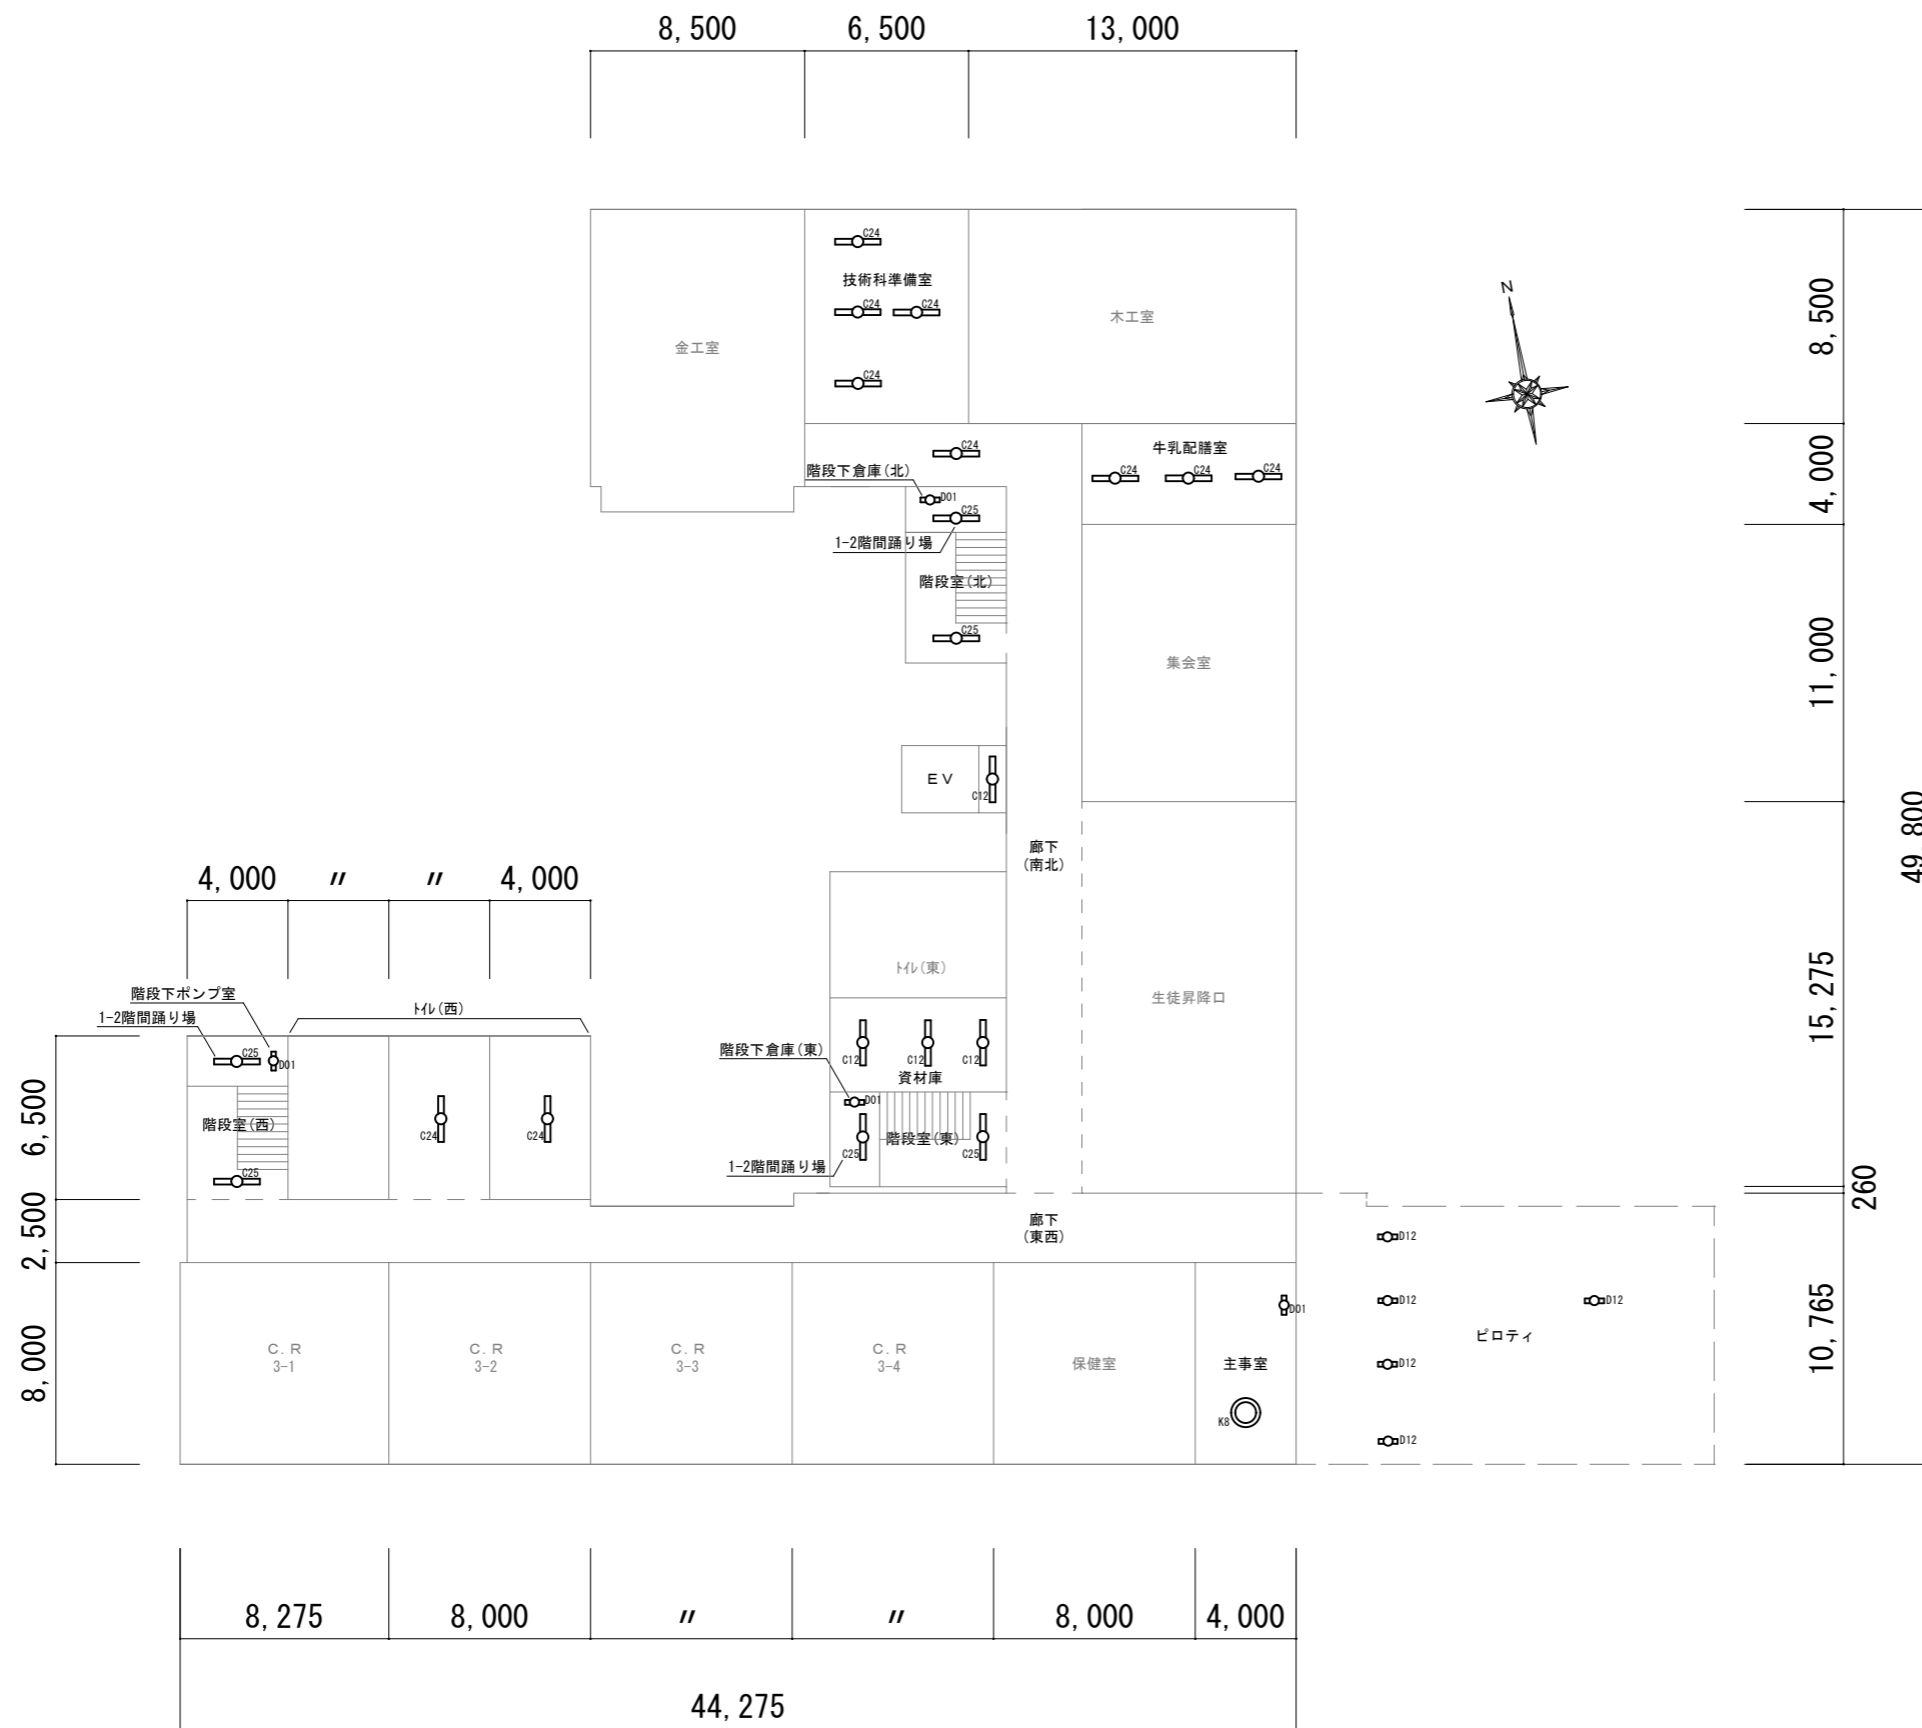 8,500
6,500
13,000
C24
技術科準備室
C24
C24
C24
金工室
木工室
N
8,500
C24
牛乳配膳室
C24
C24
C24
4,000
階段下倉庫(北)
D01
C25
1-2階間踊り場
階段室(北)
C25
集会室
11,000
EV
C12
49,800
廊下
(南北)
4,000
〃
〃
4,000
トイレ(東)
生徒昇降口
15,275
階段下ポンプ室
1-2階間踊り場
トイレ(西)
C25
D01
階段下倉庫(東)
C12
C12
C12
資材庫
D01
6,500
階段室(西)
C24
C24
階段室(東)
C25
C25
1-2階間踊り場
C25
260
2,500
廊下
(東西)
D12
D12
D12
D01
ピロティ
10,765
8,000
C.R
3-1
C.R
3-2
C.R
3-3
C.R
3-4
保健室
主事室
D12
K8
D12
8,275
8,000
〃
〃
8,000
4,000
44,275